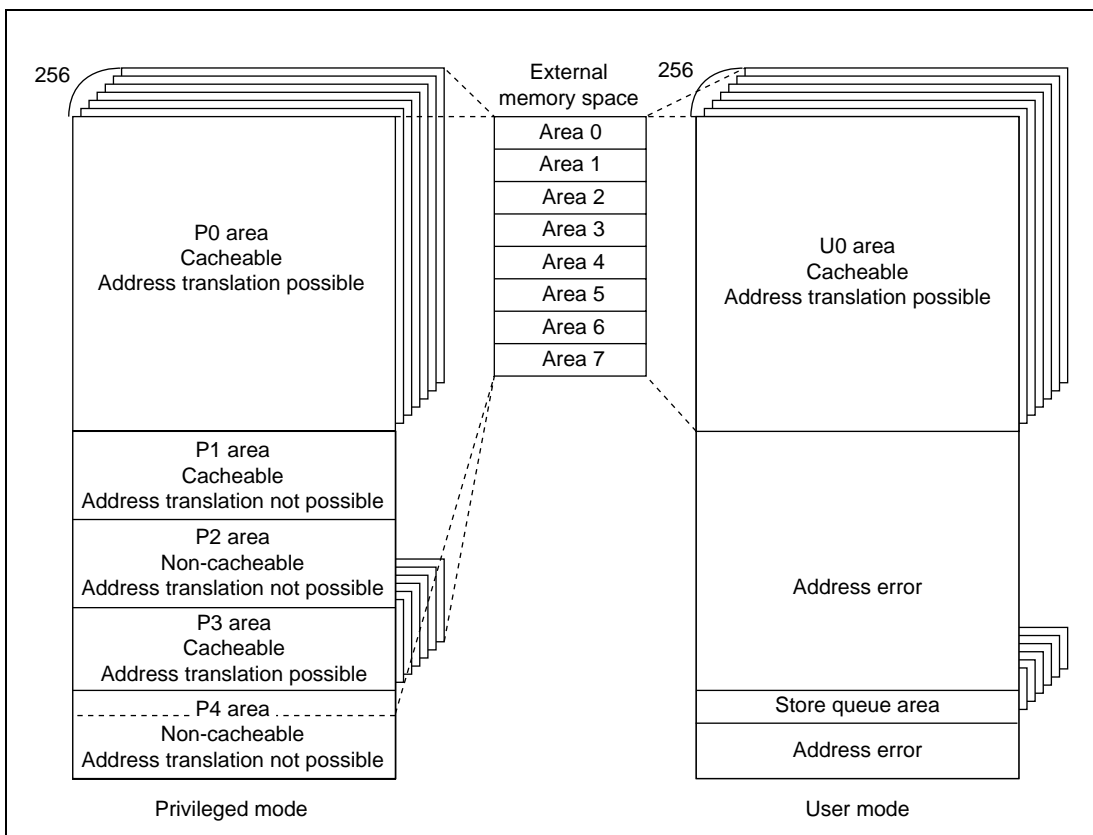 256
External
memory space
256
Area 0
Area 1
Area 2
Area 3
Area 4
Area 5
Area 6
Area 7
P0 area
Cacheable
Address translation possible
U0 area
Cacheable
Address translation possible
P1 area
Cacheable
Address translation not possible
P2 area
Non-cacheable
Address translation not possible
P3 area
Cacheable
Address translation possible
P4 area
Non-cacheable
Address translation not possible
Address error
Store queue area
Address error
Privileged mode
User mode